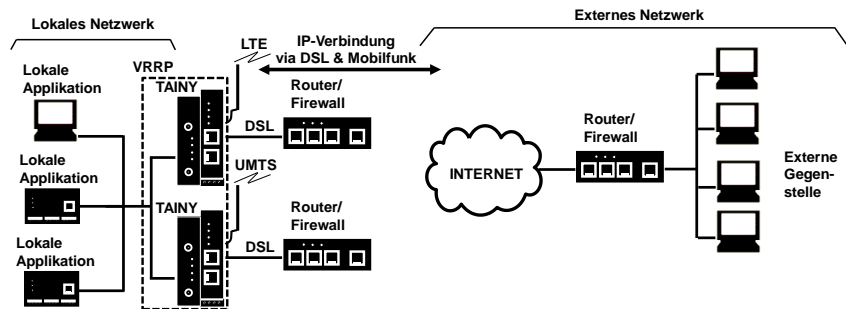 Lokales Netzwerk
Externes Netzwerk
LTE
IP-Verbindung
via DSL & Mobilfunk
VRRP
Lokale
Applikation
TAINY
Router/
Firewall
DSL
Lokale
Applikation
UMTS
TAINY
Router/
Firewall
DSL
Lokale
Applikation
INTERNET
Router/
Firewall
Externe
Gegen-
stelle